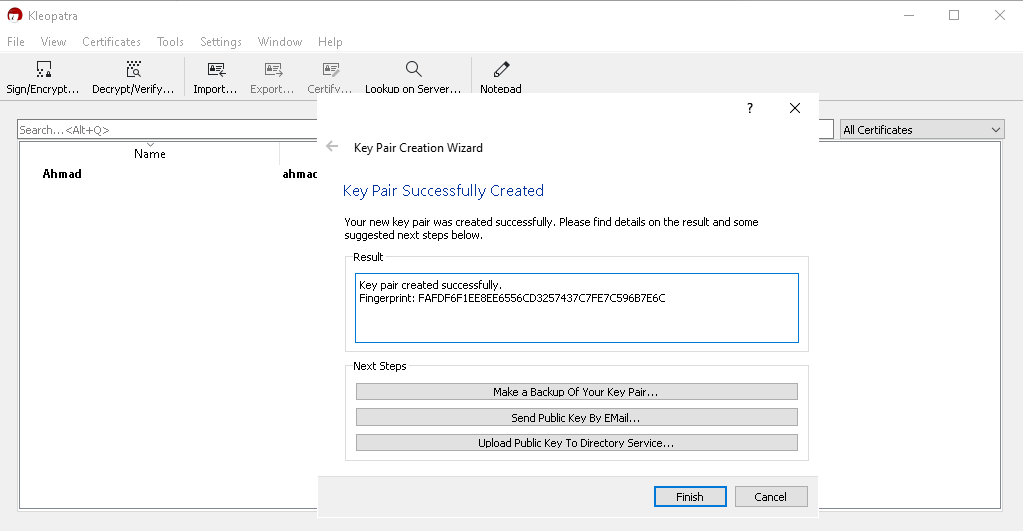 Kleopatra
File View Certificates Tools Settings Window Help
Sign/Encrypt... Decrypt/Verify... Import... Export... Certify... Lookup on Server... Notepad
? 
Search...<Alt+Q> All Certificates
Name
Ahmad ahmad
Key Pair Creation Wizard
Key Pair Successfully Created
Your new key pair was created successfully. Please find details on the result and some
suggested next steps below.
Result
Key pair created successfully.
Fingerprint: FAFDF6F1EE8EE6556CD3257437C7FE7C596B7E6C
Next Steps
Make a Backup Of Your Key Pair...
Send Public Key By EMail...
Upload Public Key To Directory Service...
Finish Cancel